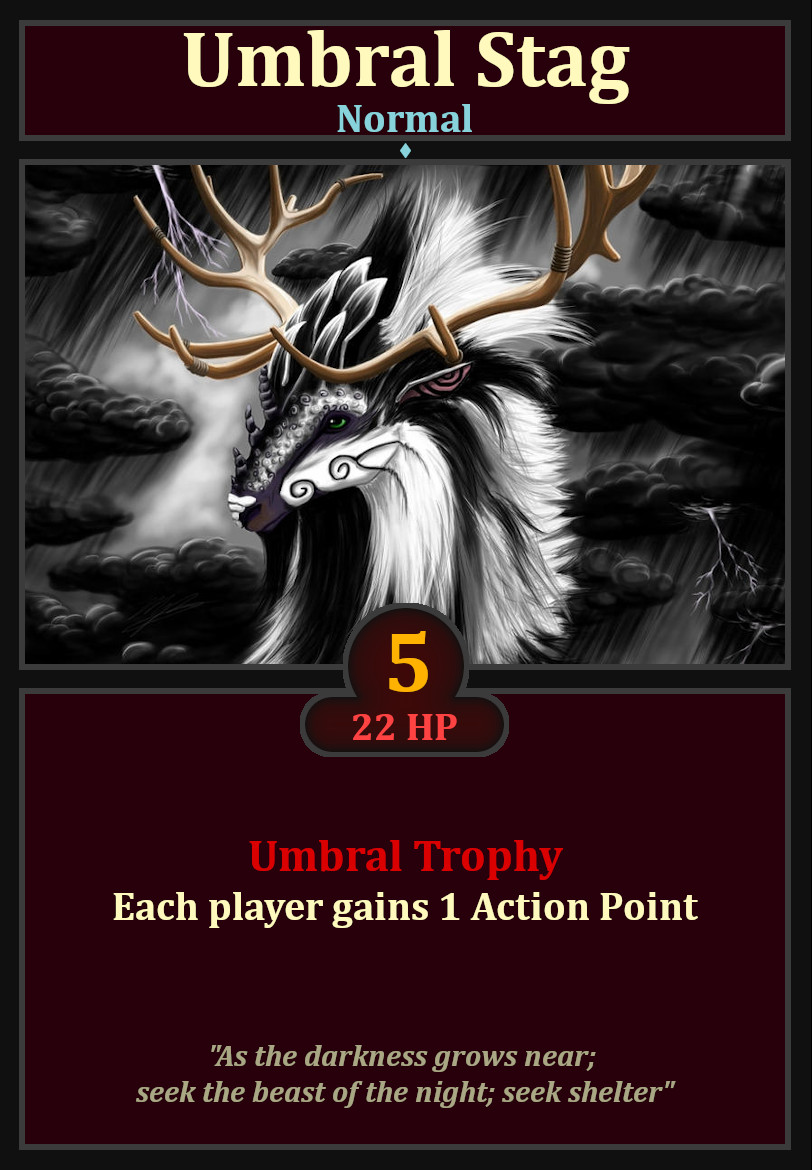 Umbral Stag
Normal
5
22 HP
Umbral Trophy
Each player gains 1 Action Point
"As the darkness grows near;
seek the beast of the night; seek shelter"